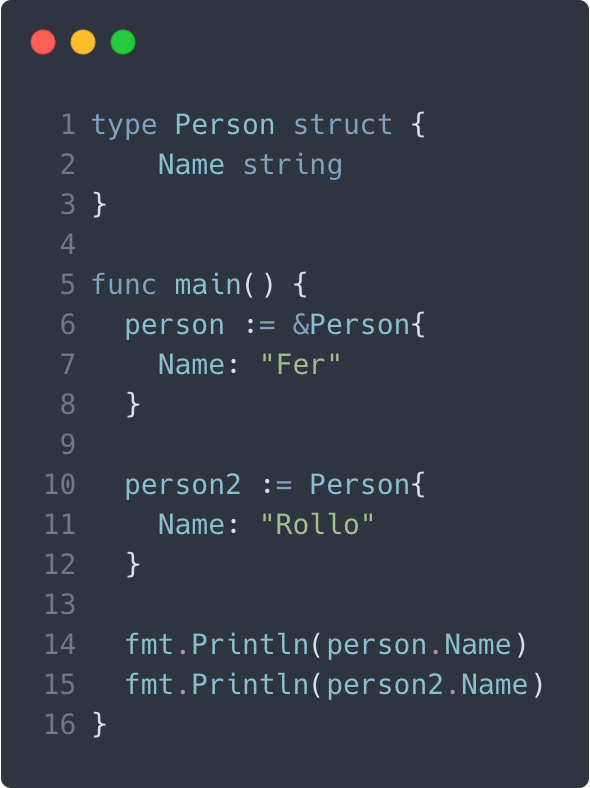 1 type Person struct {
2     Name string
3 }
4
5 func main() {
6   person := &Person{
7     Name: "Fer"
8   }
9
10   person2 := Person{
11     Name: "Rollo"
12   }
13
14   fmt.Println(person.Name)
15   fmt.Println(person2.Name)
16 }